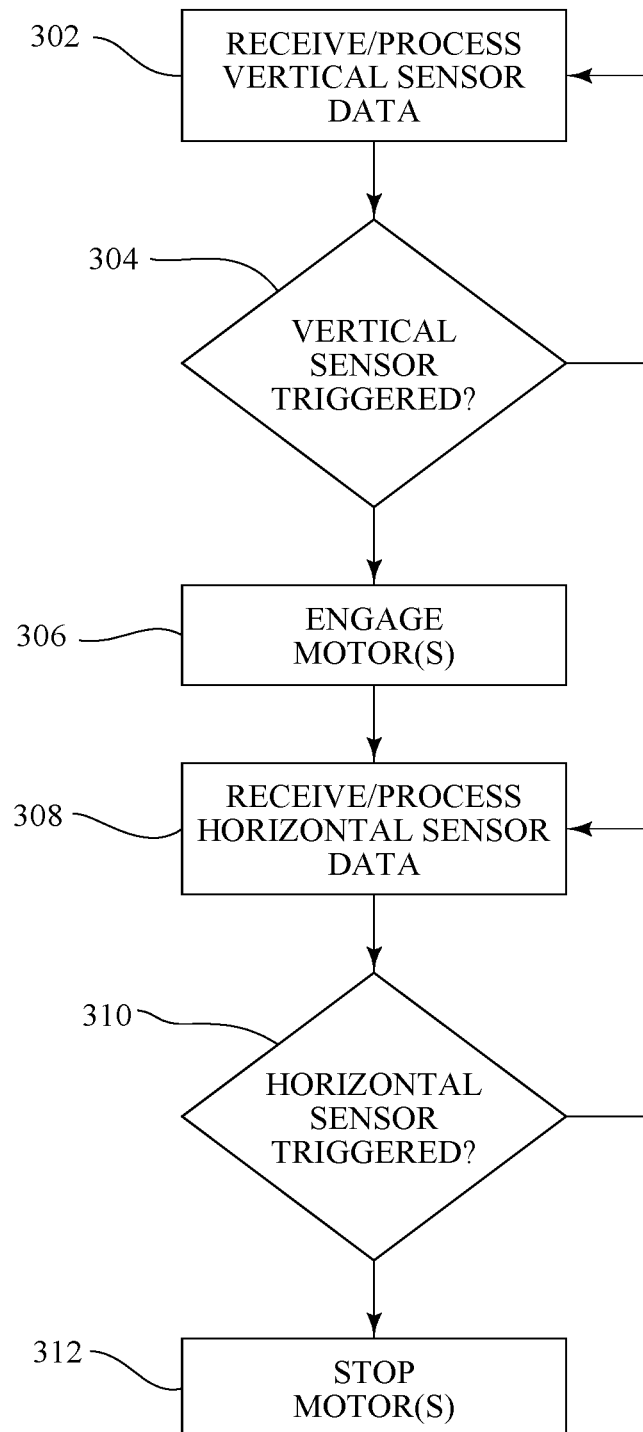 302
RECEIVE/PROCESS
VERTICAL SENSOR
DATA
304
VERTICAL
SENSOR
TRIGGERED?
306
ENGAGE
MOTOR(S)
308
RECEIVE/PROCESS
HORIZONTAL SENSOR
DATA
310
HORIZONTAL
SENSOR
TRIGGERED?
312
STOP
MOTOR(S)